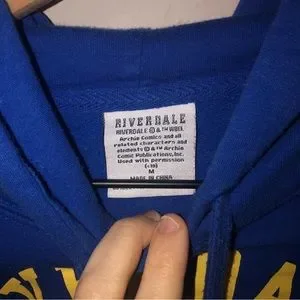 RIVERDALE
RIVERDALE © & ™ WBEI.
Archie Comics and all
related characters and
elements © & ™ Archie
Comic Publications, Inc.
Used with permission
(s19)
M
MADE IN CHINA